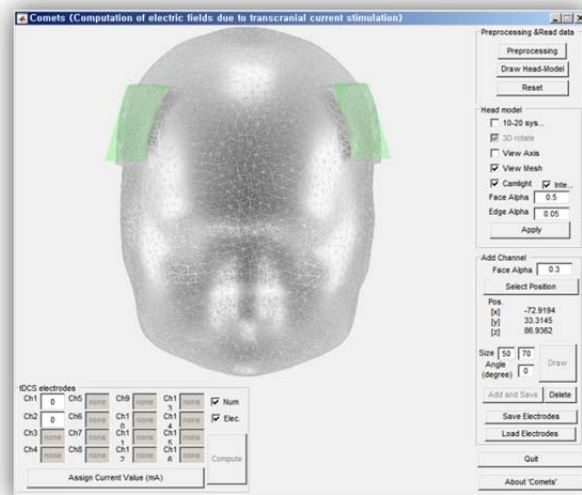 Comets (Computation of electric fields due to transcranial current stimulation)
Preprocessing &Read data
Preprocessing
Draw Head-Model
Reset
Head model
10-20 sys...
3D rotate
View Axis
View Mesh
Camlight Inte...
Face Alpha 0.5
Edge Alpha 0.05
Apply
Add Channel
Face Alpha 0.3
Select Position
Pos.
[x] -72.9194
[y] 33.3145
[z] 86.9362
Size 50 70
Angle
(degree) 0
Draw
Add and Save Delete
Save Electrodes
Load Electrodes
Quit
About 'Comets'
tDCS electrodes
Ch1 0 Ch5 none Ch9 none Ch1
3 none Num
Ch2 0 Ch6 none Ch1
0 none Ch1
4 none Elec.
Ch3 none Ch7 none Ch1
1 none Ch1
5 none
Ch4 none Ch8 none Ch1
2 none Ch1
6 none
Compute
Assign Current Value (mA)